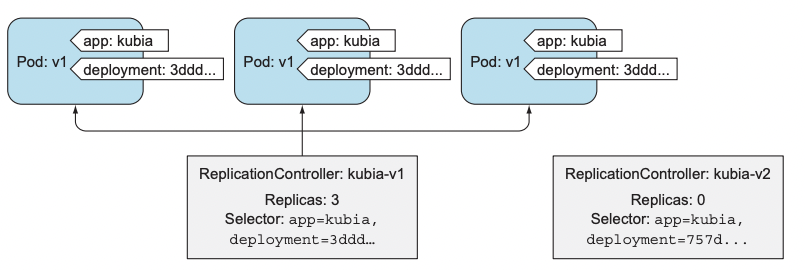 app: kubia
Pod: v1
deployment: 3ddd...
app: kubia
Pod: v1
deployment: 3ddd...
app: kubia
Pod: v1
deployment: 3ddd...
ReplicationController: kubia-v1
Replicas: 3
Selector: app=kubia,
deployment=3ddd…
ReplicationController: kubia-v2
Replicas: 0
Selector: app=kubia,
deployment=757d...